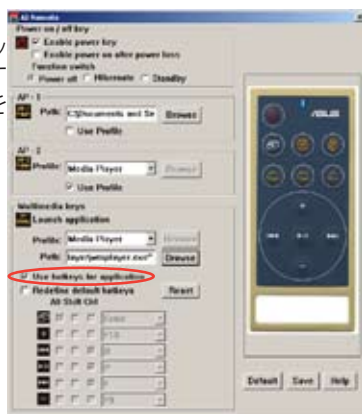 AI Remote
Power on / off key
Enable power key
Enable power on after power loss
Function switch
Power off Hibernate Standby
AP - I
Path: C:\Documents and Se Browse
Use Profile
AP - II
Profile: Media Player Browse
Use Profile
Multimedia keys
Launch application
Profile: Media Player Browse
Path: Browse
Use hotkeys for application
Redefine default hotkeys Reset
Alt Shift Ctrl
ASUS
Default Save Help